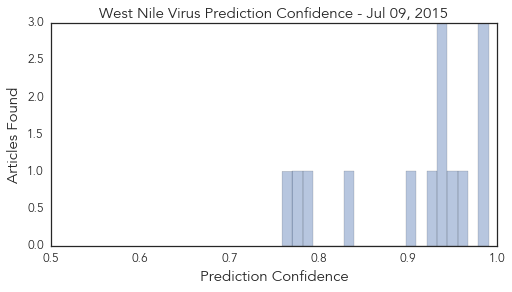 West Nile Virus Prediction Confidence - Jul 09, 2015
3.0
2.5
2.0
1.5
1.0
0.5
0.0
Articles Found
0.5 0.6 0.7 0.8 0.9 1.0
Prediction Confidence